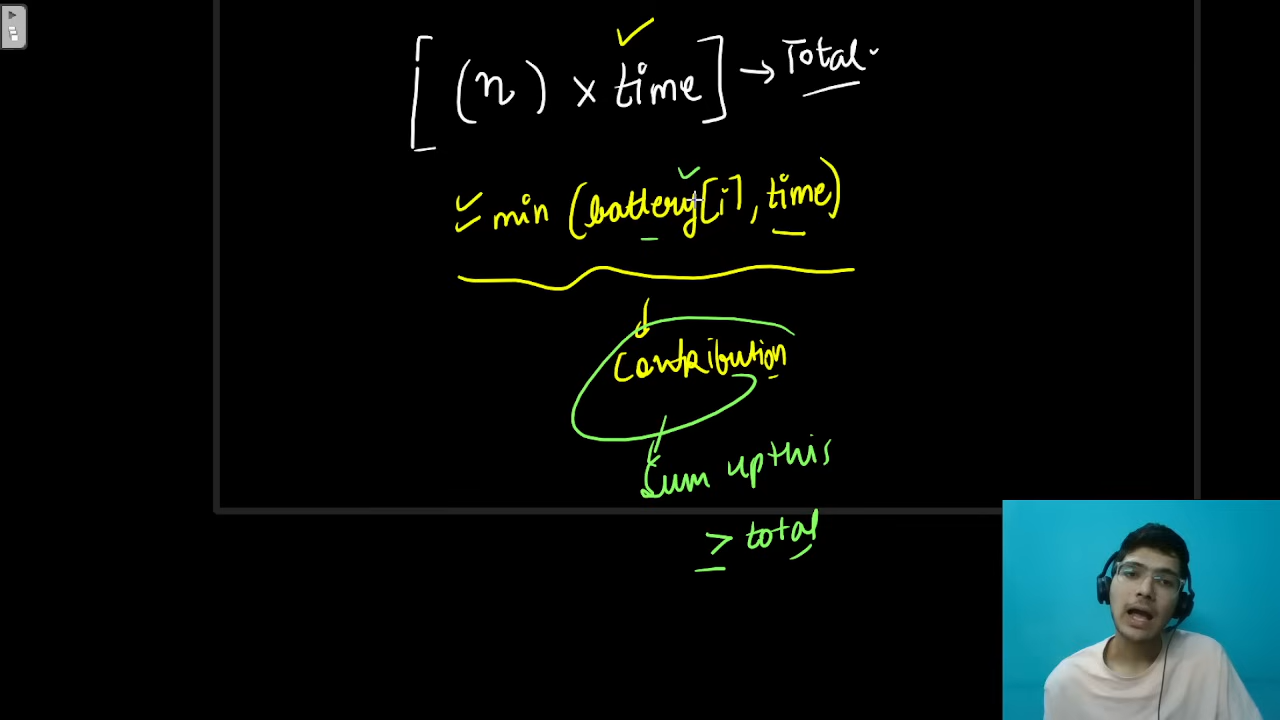 [(n) × time] → Total
min (battery[i], time)
Contribution
Sum up this
≥ total